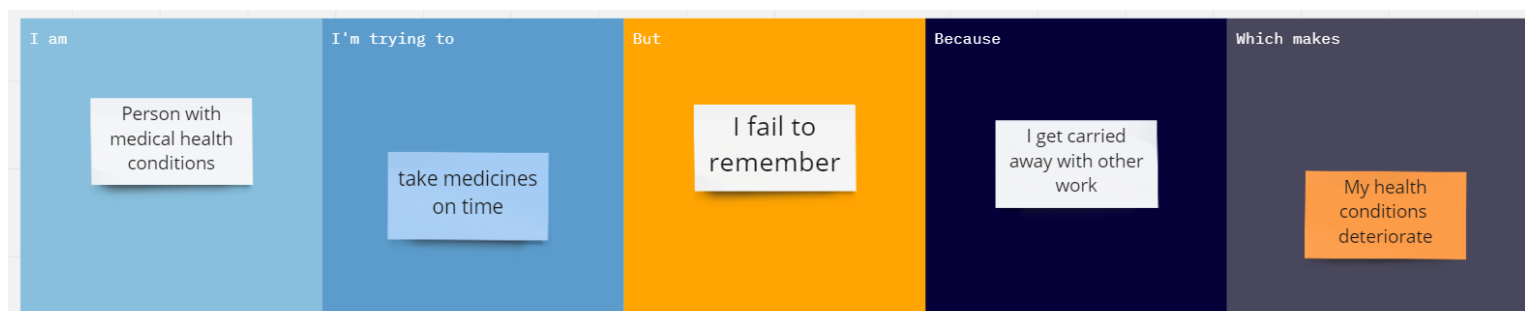 I am
I'm trying to
But
Because
Which makes
Person with
medical health
conditions
take medicines
on time
I fail to
remember
I get carried
away with other
work
My health
conditions
deteriorate